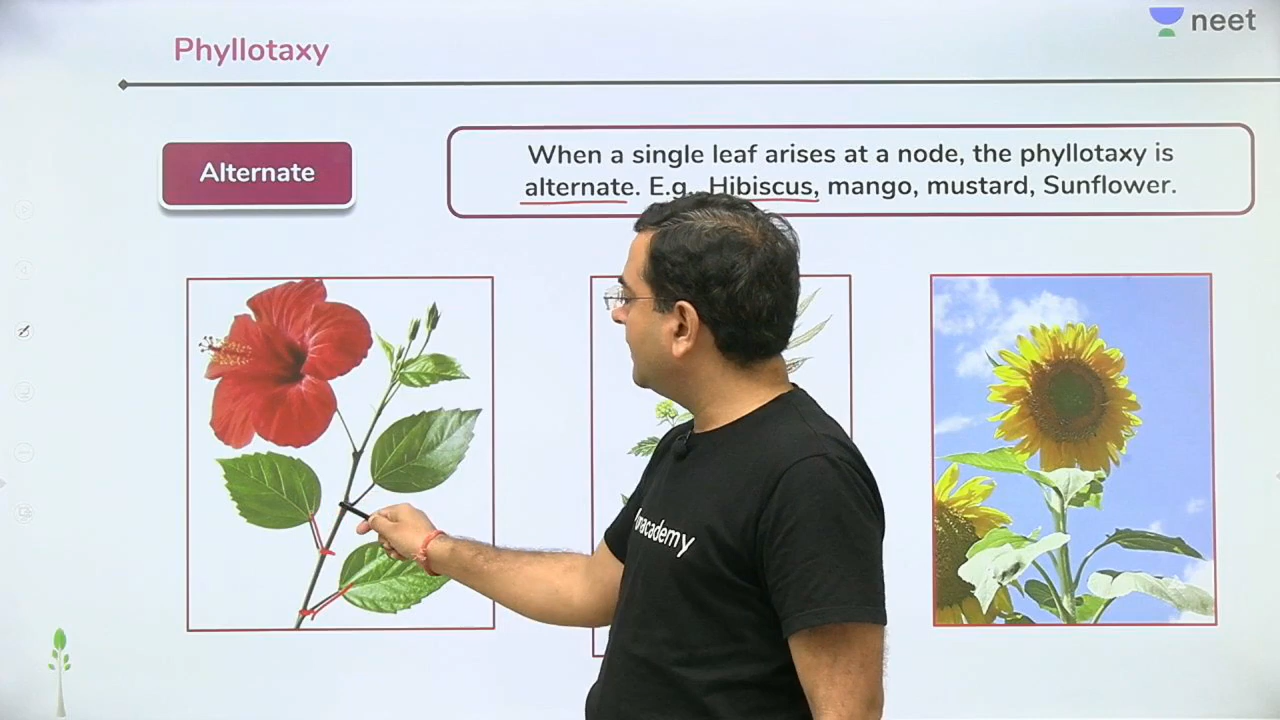 Phyllotaxy
neet
Alternate
When a single leaf arises at a node, the phyllotaxy is
alternate. E.g., Hibiscus, mango, mustard, Sunflower.